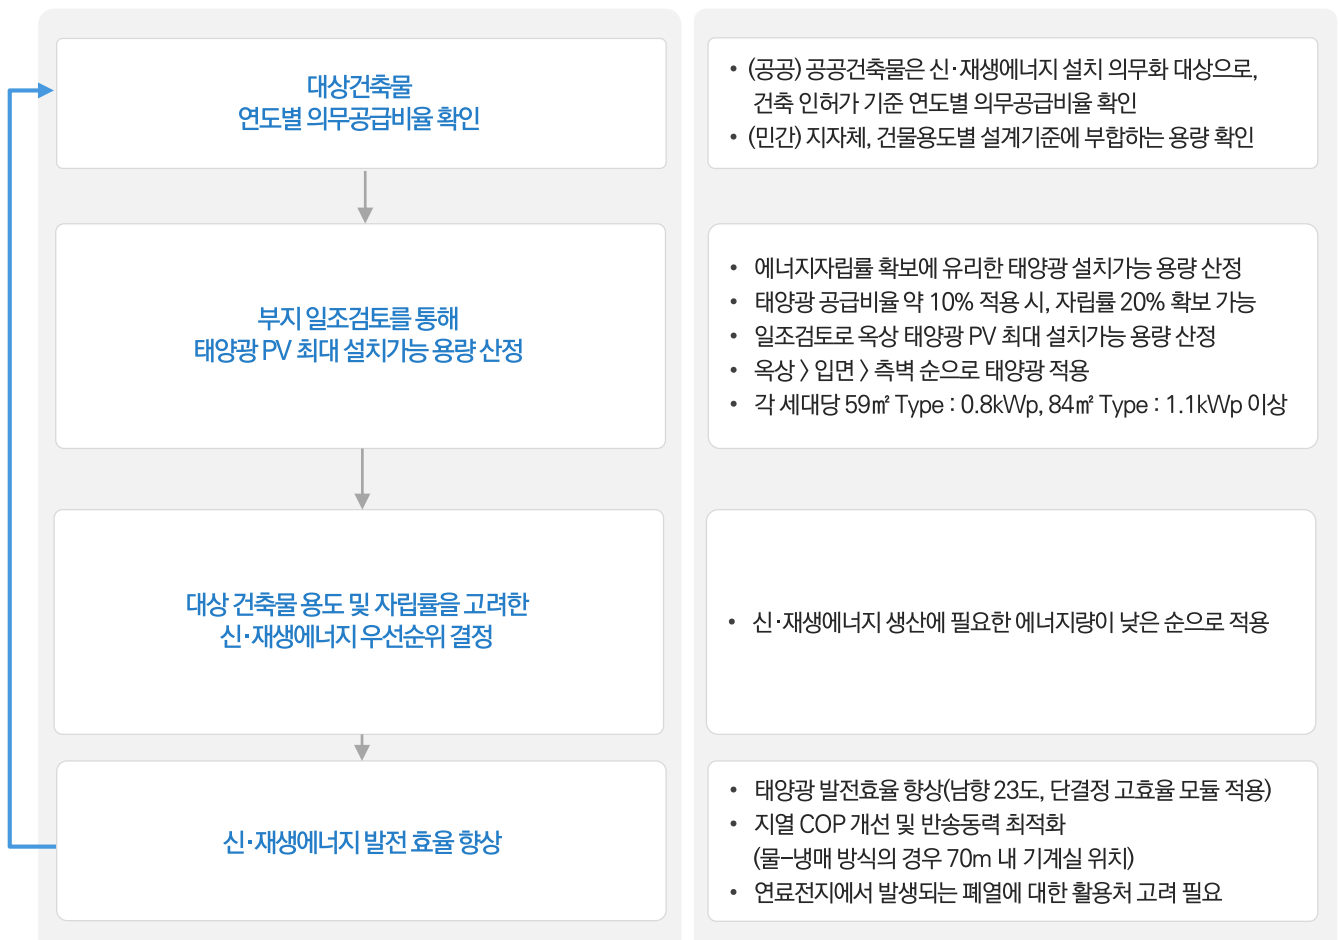 대상건축물
연도별 의무공급비율 확인
• (공공) 공공건축물은 신·재생에너지 설치 의무화 대상으로,
건축 인허가 기준 연도별 의무공급비율 확인
• (민간) 지자체, 건물용도별 설계기준에 부합하는 용량 확인
부지 일조검토를 통해
태양광 PV 최대 설치가능 용량 산정
• 에너지자립률 확보에 유리한 태양광 설치가능 용량 산정
• 태양광 공급비율 약 10% 적용 시, 자립률 20% 확보 가능
• 일조검토로 옥상 태양광 PV 최대 설치가능 용량 산정
• 옥상 > 입면 > 측벽 순으로 태양광 적용
• 각 세대당 59㎡ Type : 0.8kWp, 84㎡ Type : 1.1kWp 이상
대상 건축물 용도 및 자립률을 고려한
신·재생에너지 우선순위 결정
• 신·재생에너지 생산에 필요한 에너지량이 낮은 순으로 적용
신·재생에너지 발전 효율 향상
• 태양광 발전효율 향상(남향 23도, 단결정 고효율 모듈 적용)
• 지열 COP 개선 및 반송동력 최적화
(물-냉매 방식의 경우 70m 내 기계실 위치)
• 연료전지에서 발생되는 폐열에 대한 활용처 고려 필요